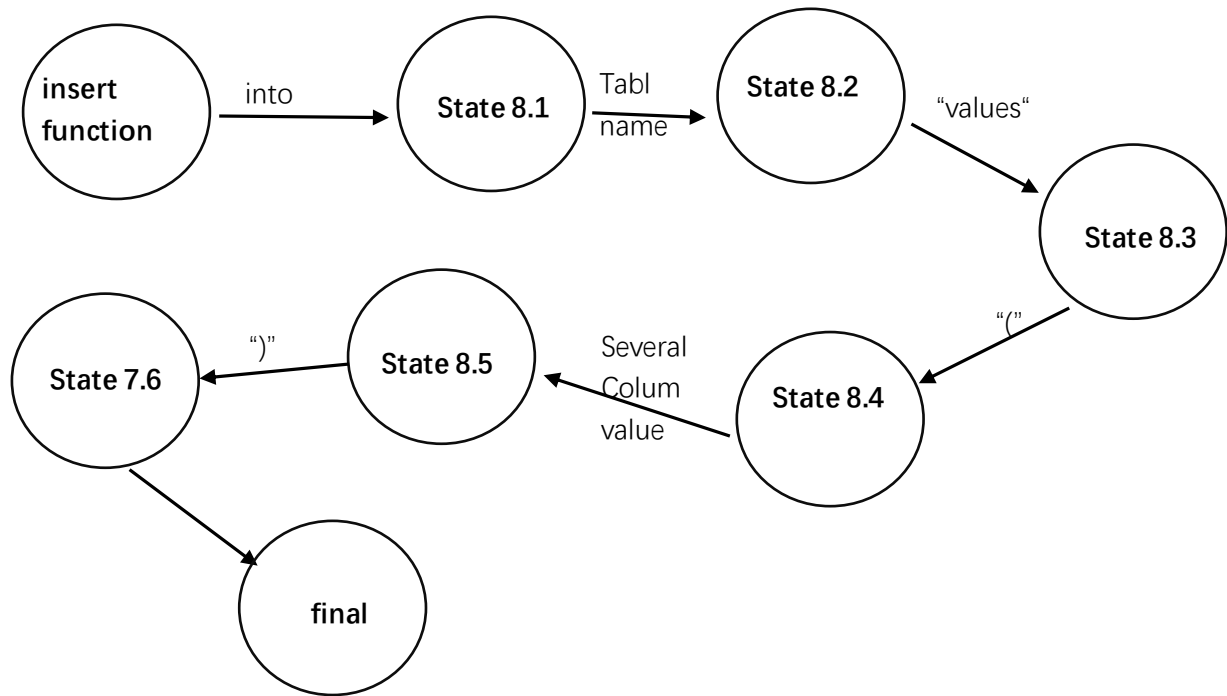 insert
function
into
State 8.1
Tabl
name
State 8.2
“values“
State 8.3
“(”
State 8.4
Several
Colum
value
State 8.5
“)”
State 7.6
final